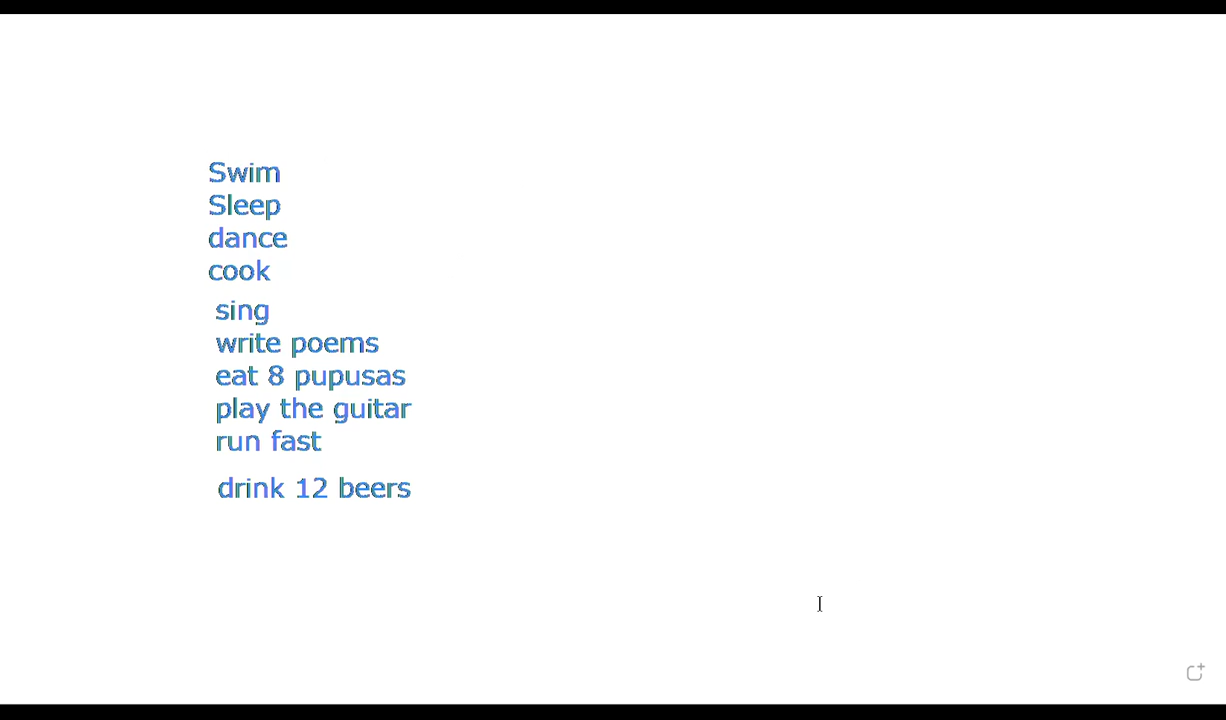 Swim
Sleep
dance
cook
sing
write poems
eat 8 pupusas
play the guitar
run fast
drink 12 beers